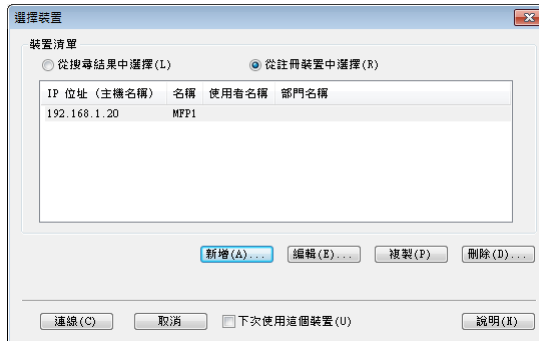 選擇裝置
裝置清單
從搜尋結果中選擇(L) 從註冊裝置中選擇(R)
IP 位址 (主機名稱) 名稱 使用者名稱 部門名稱
192.168.1.20 MFP1
新增(A)... 編輯(E)... 複製(P) 刪除(D)...
連線(C) 取消 下次使用這個裝置(U) 說明(H)